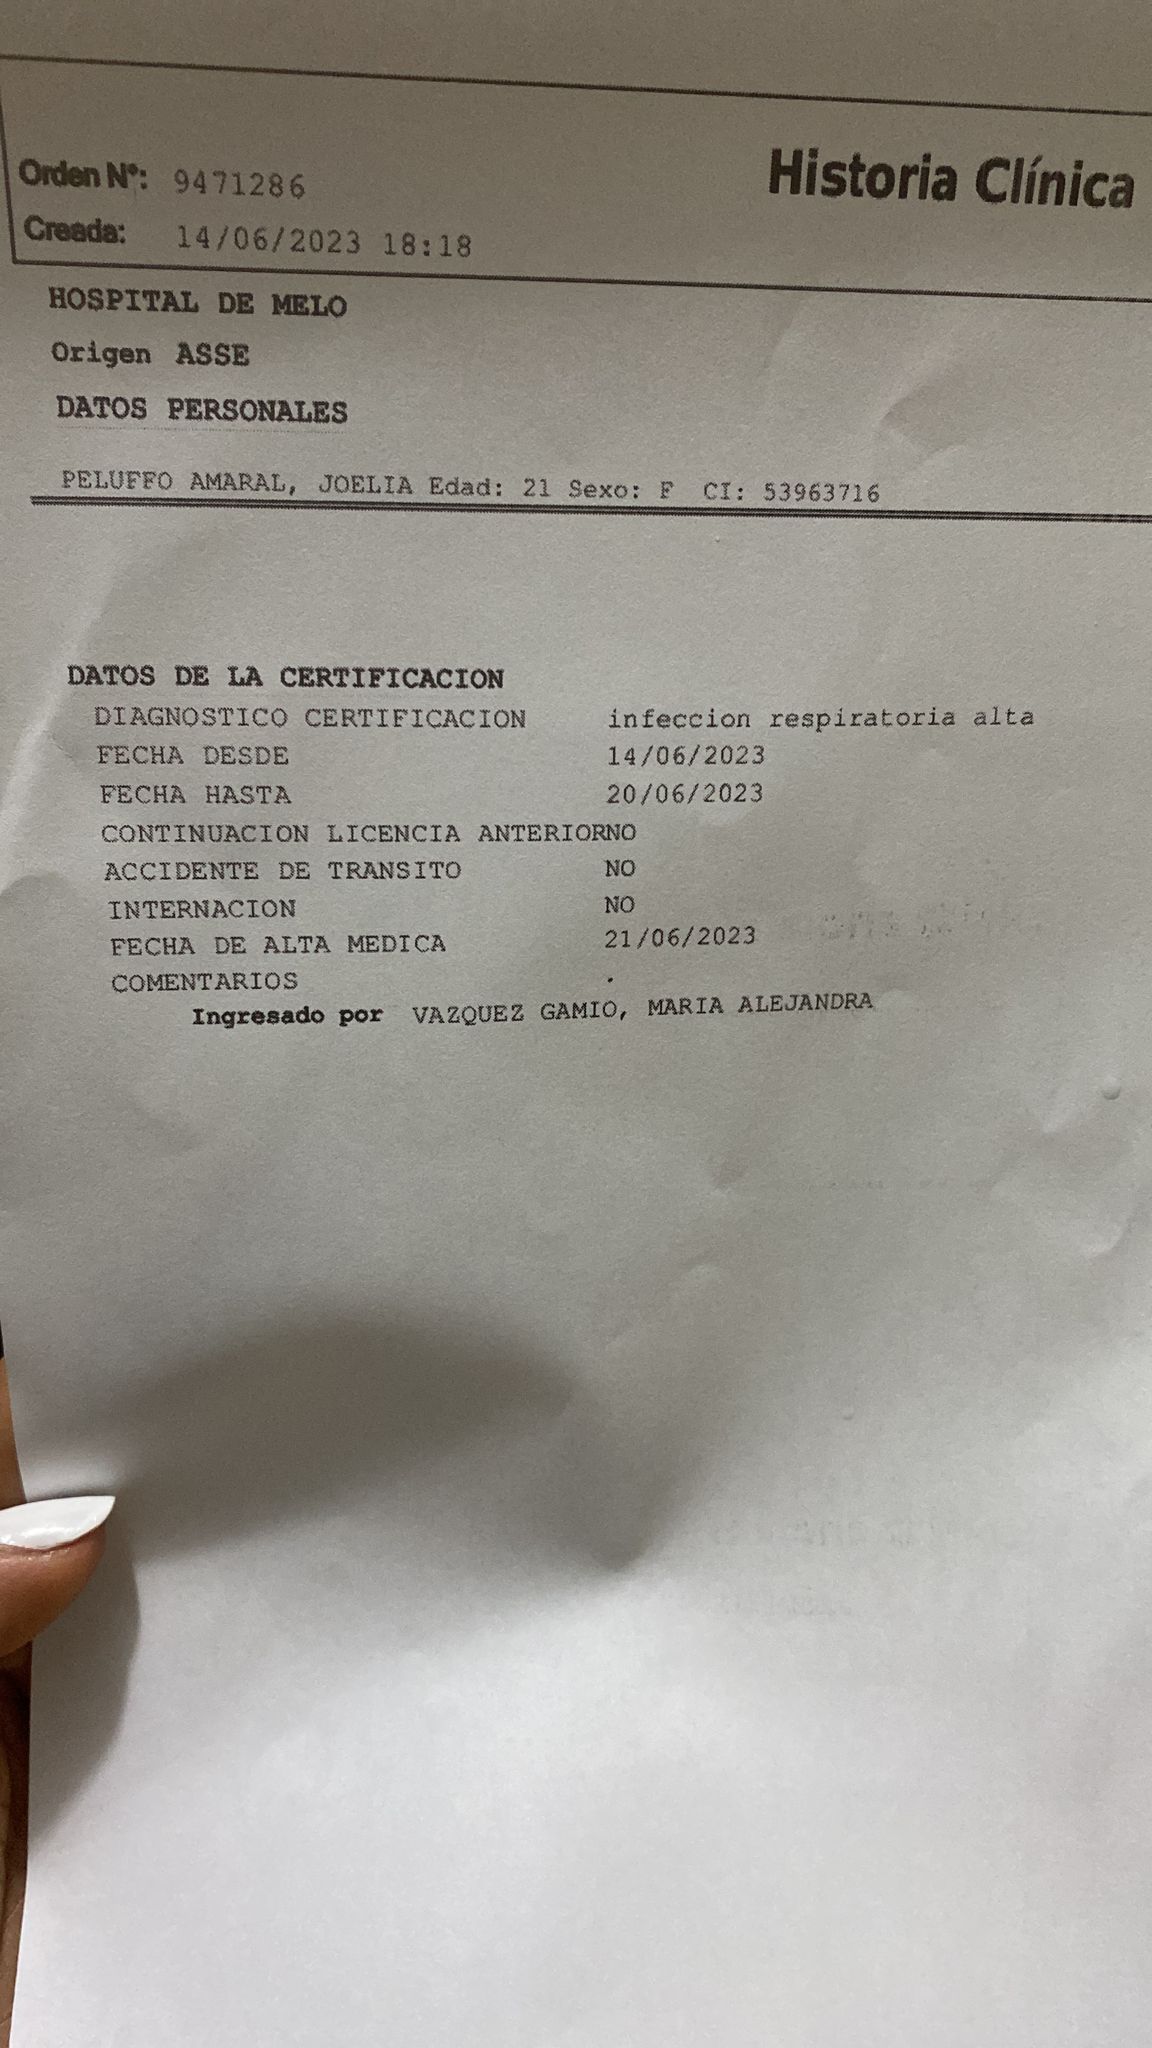 Historia Clínica
Orden Nº: 9471286
Creada: 14/06/2023 18:18
HOSPITAL DE MELO
Origen ASSE
DATOS PERSONALES
PELUFFO AMARAL, JOELIA Edad: 21 Sexo: F CI: 53963716
DATOS DE LA CERTIFICACION
DIAGNOSTICO CERTIFICACION infeccion respiratoria alta
FECHA DESDE 14/06/2023
FECHA HASTA 20/06/2023
CONTINUACION LICENCIA ANTERIORNO
ACCIDENTE DE TRANSITO NO
INTERNACION NO
FECHA DE ALTA MEDICA 21/06/2023
COMENTARIOS .
Ingresado por VAZQUEZ GAMIO, MARIA ALEJANDRA